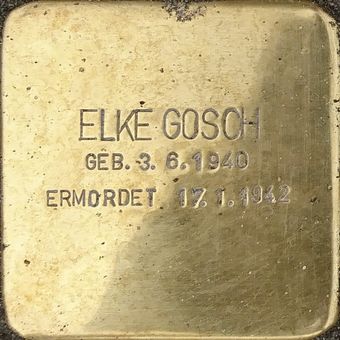 ELKE GOSCH
GEB. 3. 6. 1940
ERMORDET 17. 1. 1942